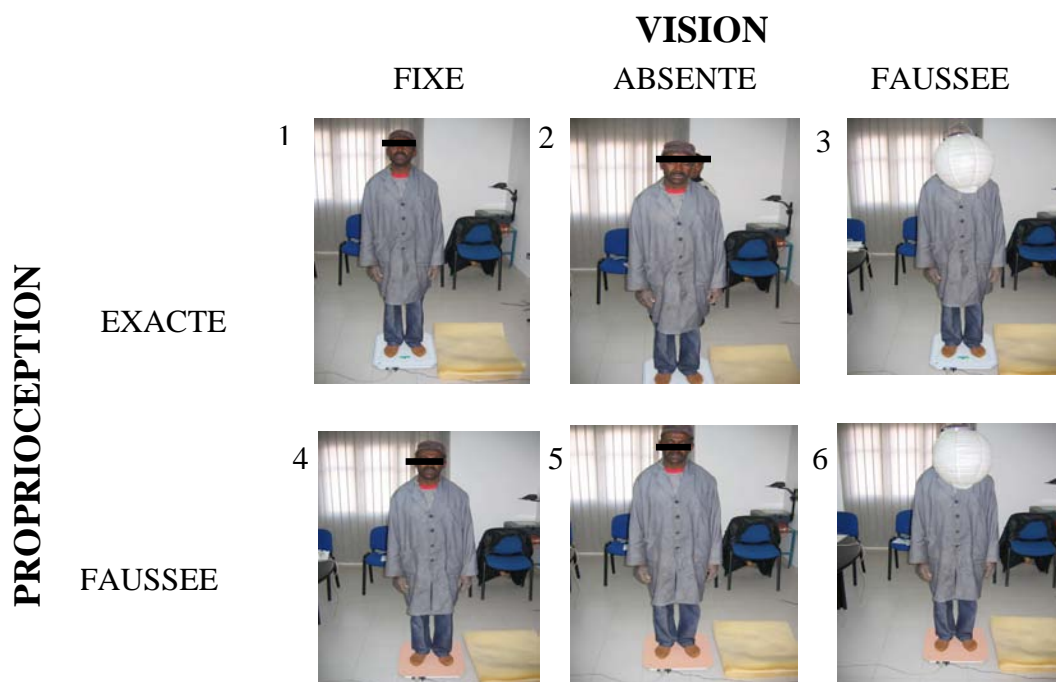 VISION
FIXE ABSENTE FAUSSEE
1 2 3
PROPRIOCEPTION
EXACTE
4 5 6
FAUSSEE